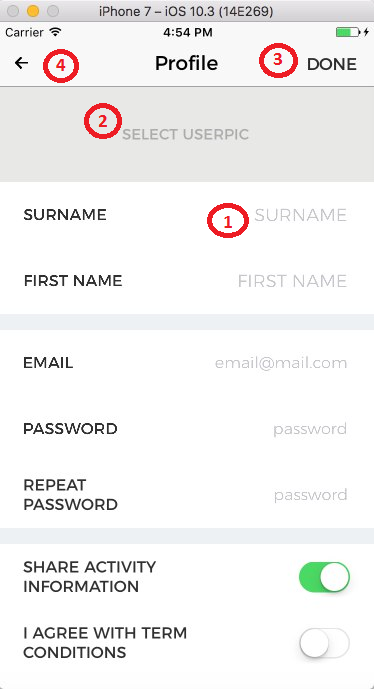 iPhone 7 – iOS 10.3 (14E269)
Carrier 4:54 PM
4 Profile 3 DONE
2 SELECT USERPIC
SURNAME 1 SURNAME
FIRST NAME FIRST NAME
EMAIL email@mail.com
PASSWORD password
REPEAT
PASSWORD password
SHARE ACTIVITY
INFORMATION
I AGREE WITH TERM
CONDITIONS